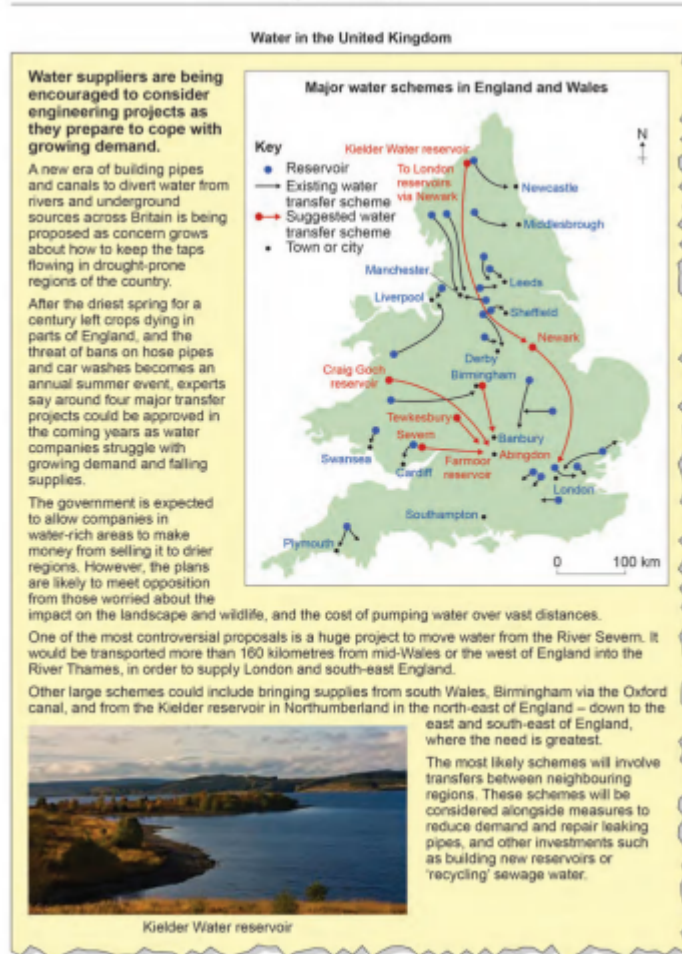 Water in the United Kingdom
Water suppliers are being
encouraged to consider
engineering projects as
they prepare to cope with
growing demand.
A new era of building pipes
and canals to divert water from
rivers and underground
sources across Britain is being
proposed as concern grows
about how to keep the taps
flowing in drought-prone
regions of the country.
After the driest spring for a
century left crops dying in
parts of England, and the
threat of bans on hose pipes
and car washes becomes an
annual summer event, experts
say around four major transfer
projects could be approved in
the coming years as water
companies struggle with
growing demand and falling
supplies.
The government is expected
to allow companies in
water-rich areas to make
money from selling it to drier
regions. However, the plans
are likely to meet opposition
from those worried about the
impact on the landscape and wildlife, and the cost of pumping water over vast distances.
Major water schemes in England and Wales
Key
Reservoir
Existing water
transfer scheme
Suggested water
transfer scheme
Town or city
N
Kielder Water reservoir
To London
reservoirs
via Newark
Newcastle
Middlesbrough
Manchester
Leeds
Liverpool
Sheffield
Newark
Derby
Craig Goch
reservoir
Birmingham
Tewkesbury
Banbury
Severn
Abingdon
Swansea
Cardiff
Farmoor
reservoir
London
Southampton
Plymouth
0 100 km
One of the most controversial proposals is a huge project to move water from the River Severn. It
would be transported more than 160 kilometres from mid-Wales or the west of England into the
River Thames, in order to supply London and south-east England.
Other large schemes could include bringing supplies from south Wales, Birmingham via the Oxford
canal, and from the Kielder reservoir in Northumberland in the north-east of England – down to the
east and south-east of England,
where the need is greatest.
The most likely schemes will involve
transfers between neighbouring
regions. These schemes will be
considered alongside measures to
reduce demand and repair leaking
pipes, and other investments such
as building new reservoirs or
'recycling' sewage water.
Kielder Water reservoir